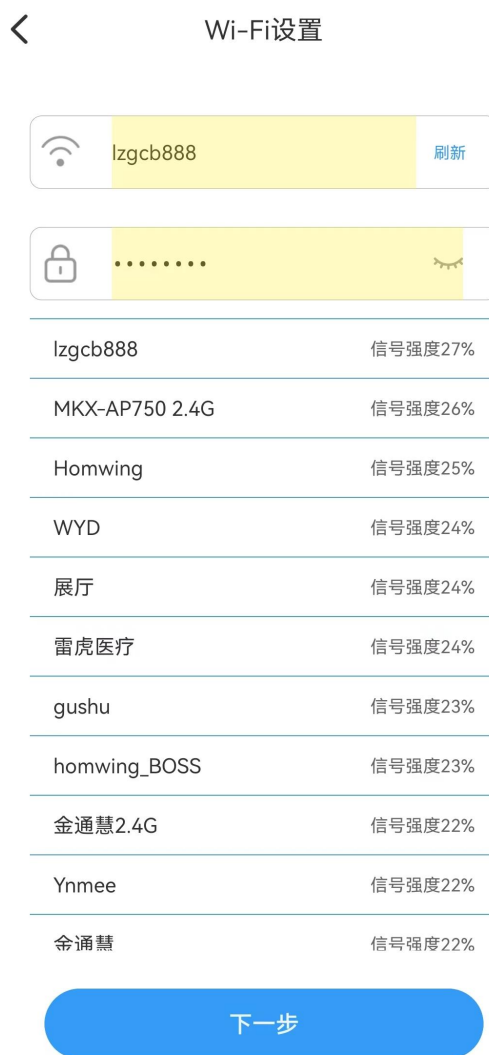 Wi-Fi设置
lzgcb888 刷新
••••••••
lzgcb888 信号强度27%
MKX-AP750 2.4G 信号强度26%
Homwing 信号强度25%
WYD 信号强度24%
展厅 信号强度24%
雷虎医疗 信号强度24%
gushu 信号强度23%
homwing_BOSS 信号强度23%
金通慧2.4G 信号强度22%
Ynmee 信号强度22%
金通慧 信号强度22%
下一步